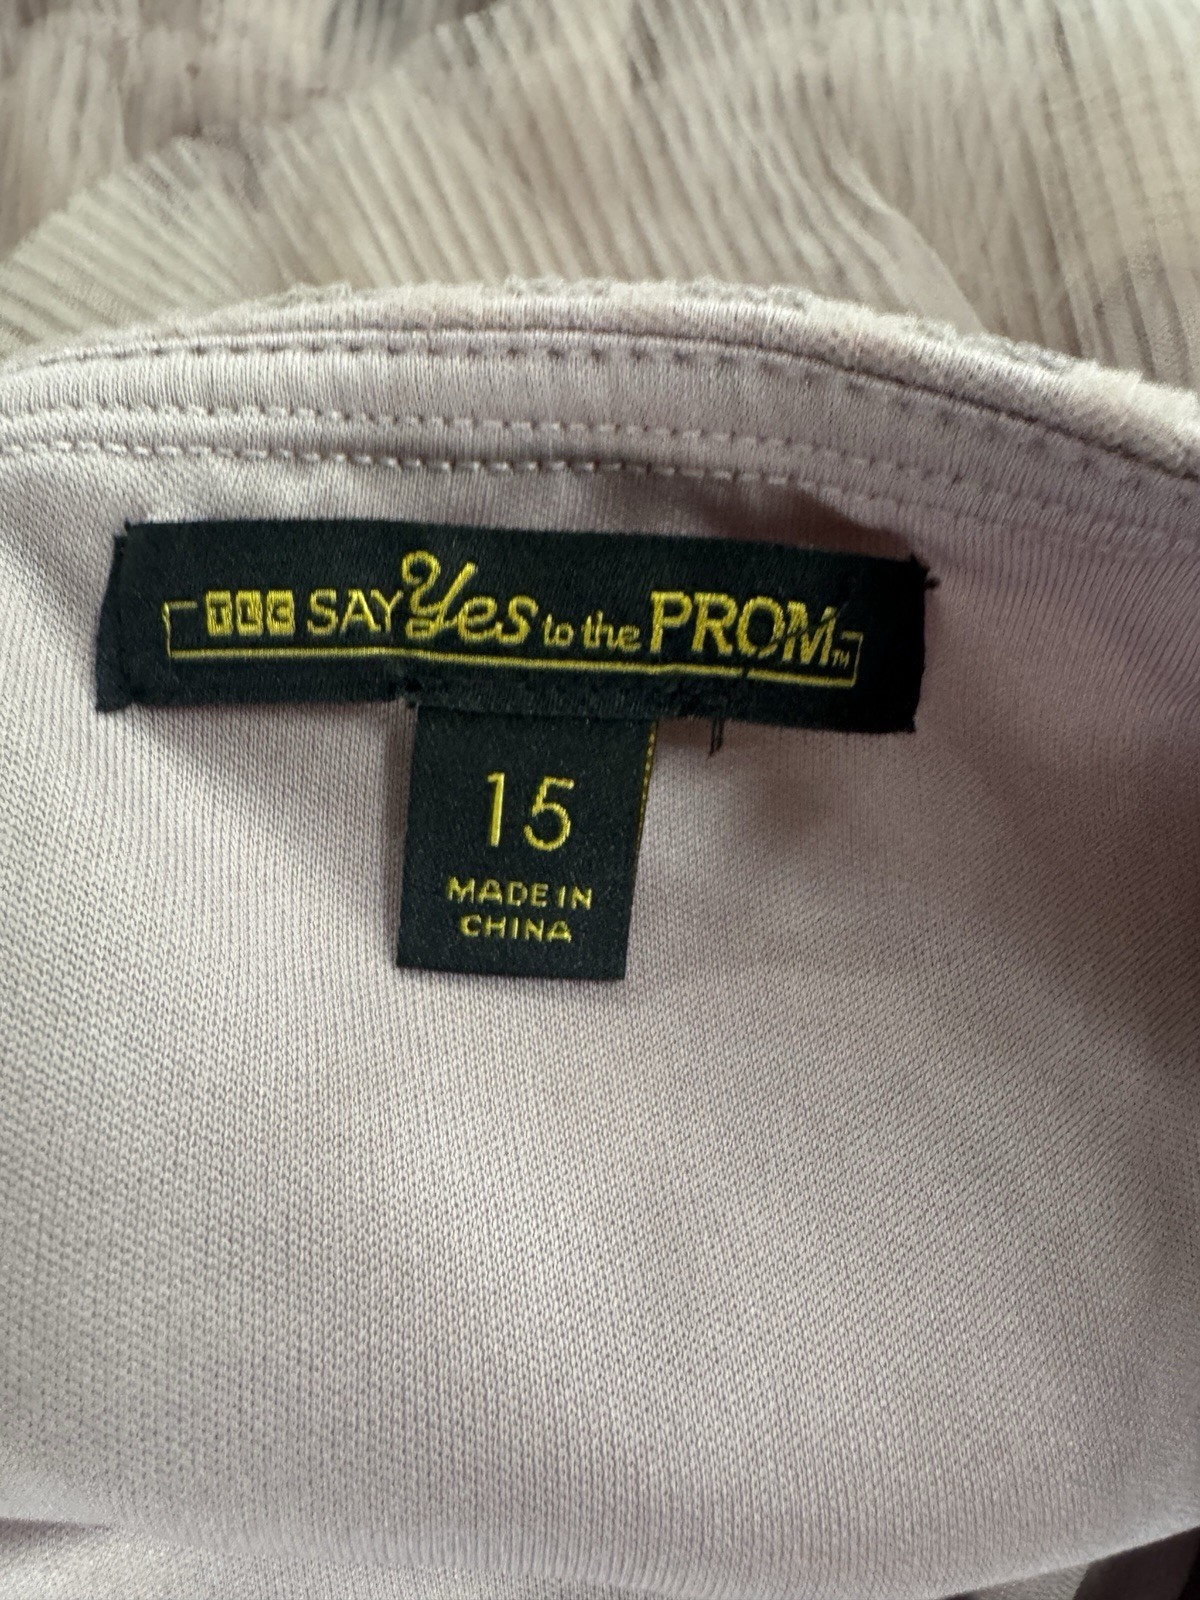 TLC SAY Yes to the PROM™
15
MADE IN
CHINA